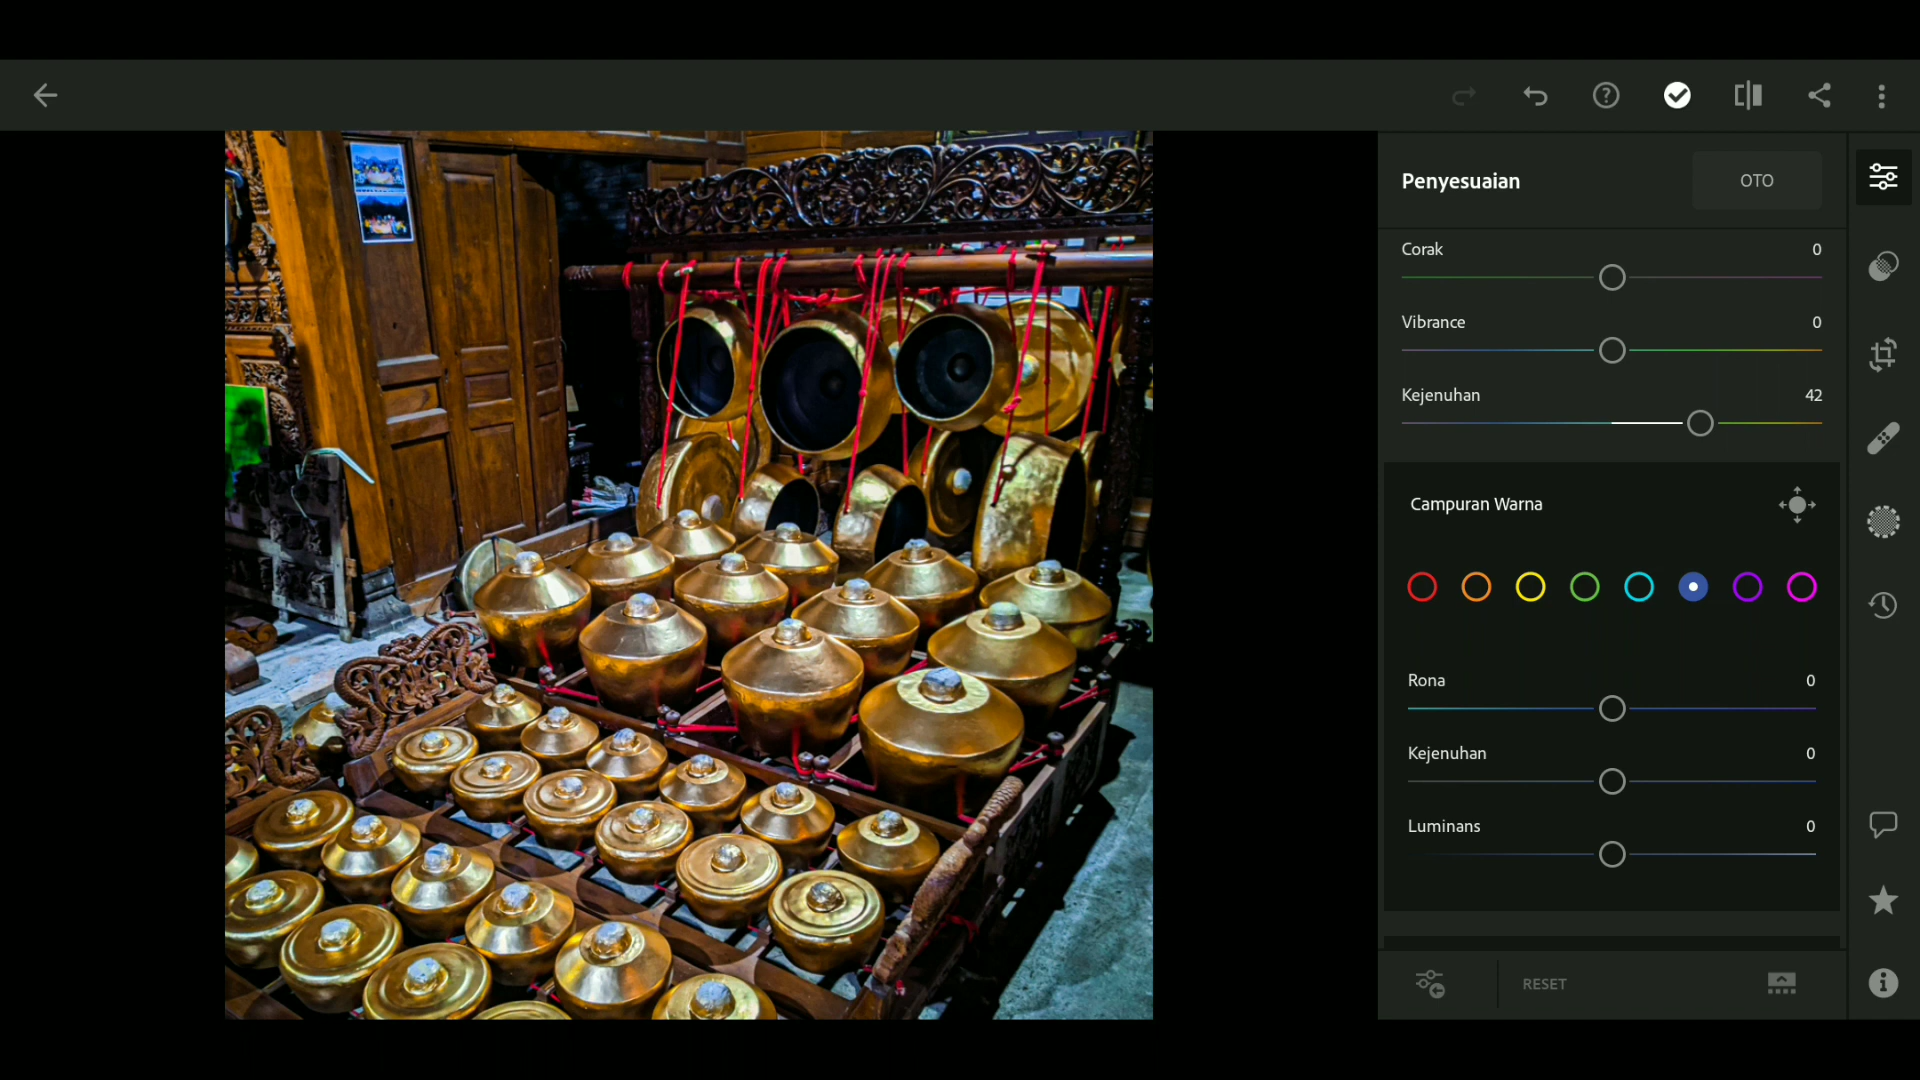 Penyesuaian
OTO
Corak 0
Vibrance 0
Kejenuhan 42
Campuran Warna
Rona 0
Kejenuhan 0
Luminans 0
RESET